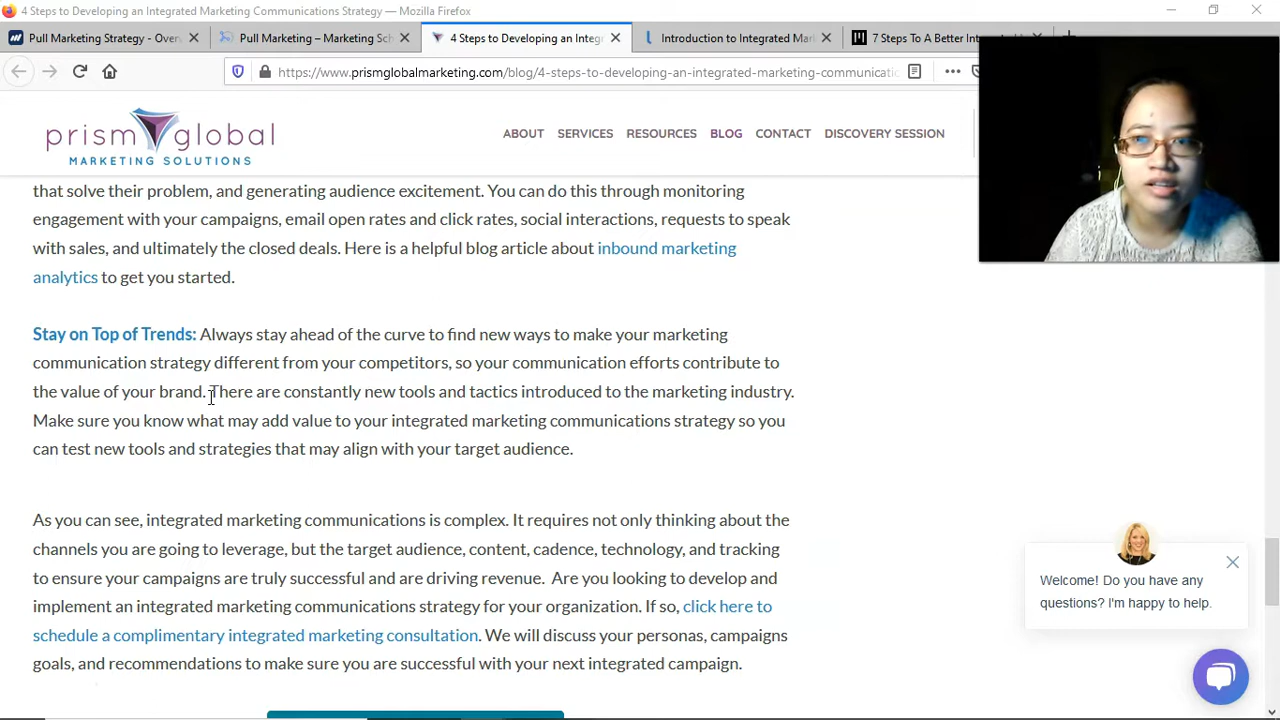 4 Steps to Developing an Integrated Marketing Communications Strategy — Mozilla Firefox
Pull Marketing Strategy - Over
Pull Marketing – Marketing Sch
4 Steps to Developing an Integ
Introduction to Integrated Mar
7 Steps To A Better Int
https://www.prismglobalmarketing.com/blog/4-steps-to-developing-an-integrated-marketing-communicati
prism global
MARKETING SOLUTIONS
ABOUT SERVICES RESOURCES BLOG CONTACT DISCOVERY SESSION
that solve their problem, and generating audience excitement. You can do this through monitoring
engagement with your campaigns, email open rates and click rates, social interactions, requests to speak
with sales, and ultimately the closed deals. Here is a helpful blog article about inbound marketing
analytics to get you started.
Stay on Top of Trends: Always stay ahead of the curve to find new ways to make your marketing
communication strategy different from your competitors, so your communication efforts contribute to
the value of your brand. There are constantly new tools and tactics introduced to the marketing industry.
Make sure you know what may add value to your integrated marketing communications strategy so you
can test new tools and strategies that may align with your target audience.
As you can see, integrated marketing communications is complex. It requires not only thinking about the
channels you are going to leverage, but the target audience, content, cadence, technology, and tracking
to ensure your campaigns are truly successful and are driving revenue. Are you looking to develop and
implement an integrated marketing communications strategy for your organization. If so, click here to
schedule a complimentary integrated marketing consultation. We will discuss your personas, campaigns
goals, and recommendations to make sure you are successful with your next integrated campaign.
Welcome! Do you have any
questions? I'm happy to help.